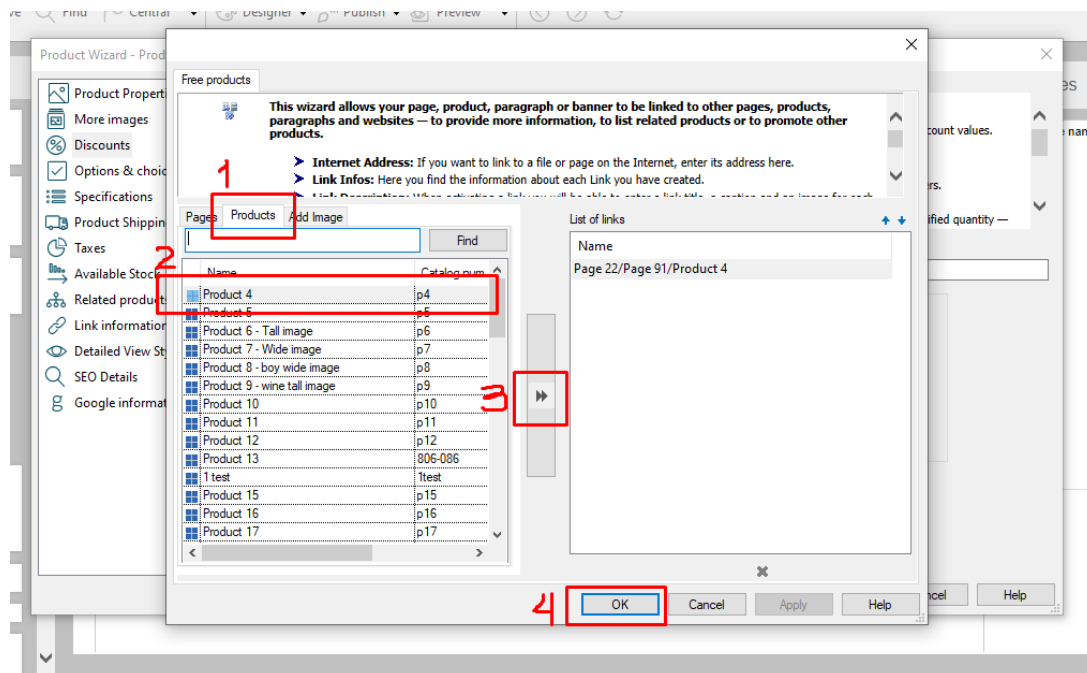 Find
Central
Designer
Publish
Preview
Product Wizard - Prod
Product Properti
More images
Discounts
Options & choic
Specifications
Product Shippin
Taxes
Available Stock
Related products
Link information
Detailed View St
SEO Details
Google informat
Free products
This wizard allows your page, product, paragraph or banner to be linked to other pages, products,
paragraphs and websites — to provide more information, to list related products or to promote other
products.
Internet Address: If you want to link to a file or page on the Internet, enter its address here.
Link Infos: Here you find the information about each Link you have created.
1
Pages Products Add Image
Find
2
Name Catalog num
Product 4 p4
Product 5 p5
Product 6 - Tall image p6
Product 7 - Wide image p7
Product 8 - boy wide image p8
Product 9 - wine tall image p9
Product 10 p10
Product 11 p11
Product 12 p12
Product 13 806-086
1 test 1test
Product 15 p15
Product 16 p16
Product 17 p17
3
List of links
Name
Page 22/Page 91/Product 4
4
OK Cancel Apply Help
count values.
rs.
ified quantity —
ncel Help
es
nan